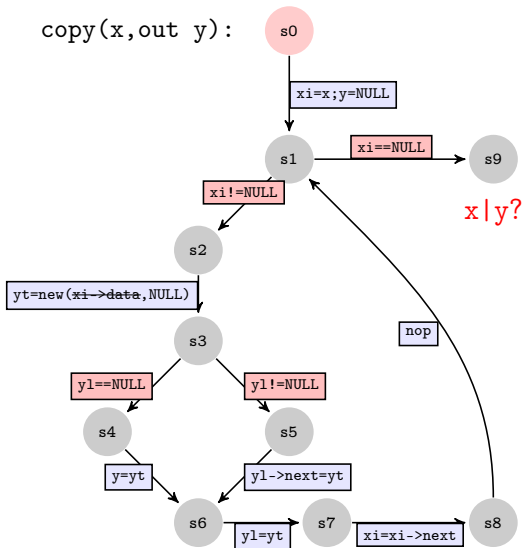 copy(x,out y):
s0
xi=x;y=NULL
s1
xi==NULL
s9
xi!=NULL
x|y?
s2
yt=new(xi->data,NULL)
s3
nop
yl==NULL
yl!=NULL
s4
s5
y=yt
yl->next=yt
s6
s7
s8
yl=yt
xi=xi->next